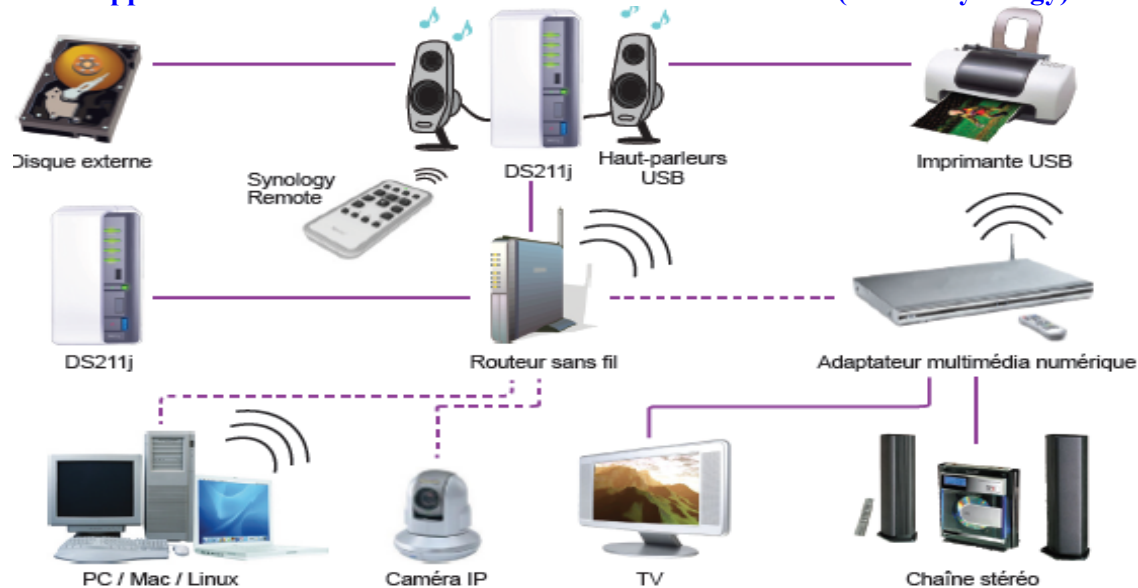 (
Disque externe
DS211j
Haut-parleurs
USB
Imprimante USB
Synology
Remote
DS211j
Routeur sans fil
Adaptateur multimédia numérique
PC / Mac / Linux
Caméra IP
TV
Chaîne stéréo